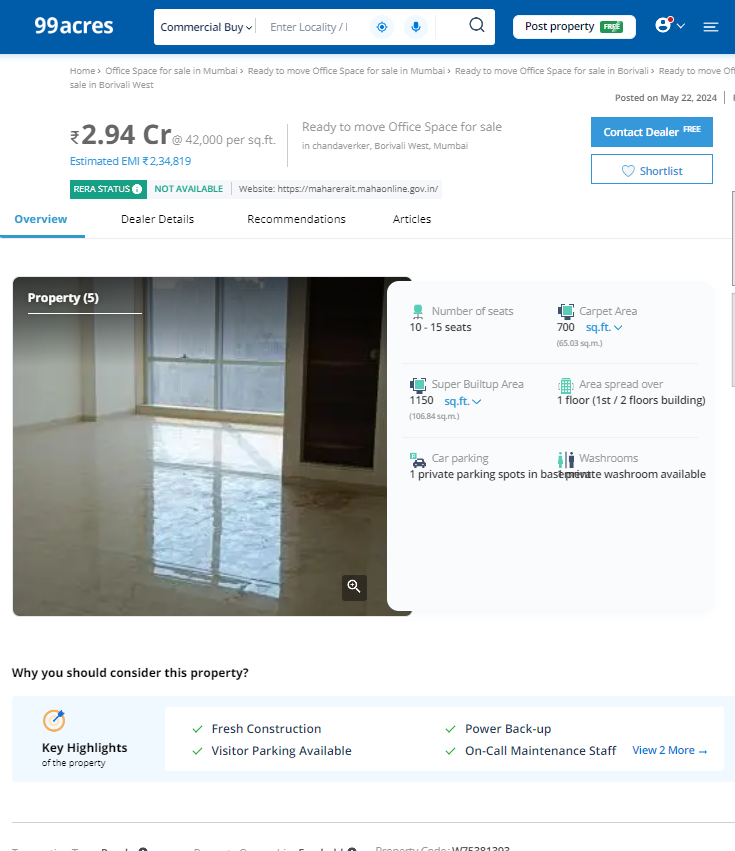 99acres
Commercial Buy
Enter Locality / I
Post property FREE
Home › Office Space for sale in Mumbai › Ready to move Office Space for sale in Mumbai › Ready to move Office Space for sale in Borivali › Ready to move Off
sale in Borivali West
Posted on May 22, 2024
₹2.94 Cr @ 42,000 per sq.ft.
Estimated EMI ₹2,34,819
Ready to move Office Space for sale
in chandaverker, Borivali West, Mumbai
Contact Dealer FREE
Shortlist
RERA STATUS NOT AVAILABLE Website: https://maharerait.mahaonline.gov.in/
Overview Dealer Details Recommendations Articles
Property (5)
Number of seats
10 - 15 seats
Carpet Area
700 sq.ft.
(65.03 sq.m.)
Super Builtup Area
1150 sq.ft.
(106.84 sq.m.)
Area spread over
1 floor (1st / 2 floors building)
Car parking
1 private parking spots in basement
Washrooms
1 private washroom available
Why you should consider this property?
Key Highlights
of the property
Fresh Construction
Power Back-up
Visitor Parking Available
On-Call Maintenance Staff
View 2 More →
Property Code: W75381393